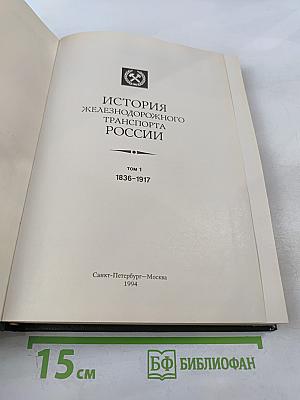 ИСТОРИЯ
ЖЕЛЕЗНОДОРОЖНОГО
ТРАНСПОРТА
РОССИИ
ТОМ 1
1836–1917
Санкт-Петербург—Москва
1994
15 см
БФ БИБЛИОФАН